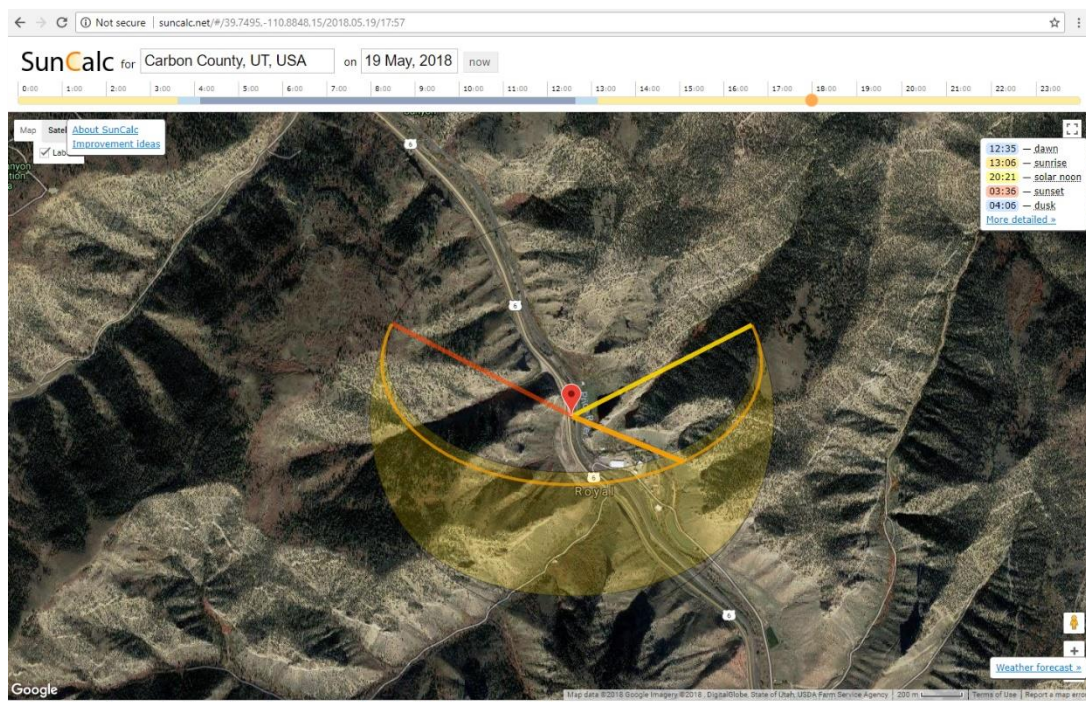 Not secure | suncalc.net/#/39.7495,-110.8848,15/2018.05.19/17:57
SunCalc for Carbon County, UT, USA on 19 May, 2018 now
0:00 1:00 2:00 3:00 4:00 5:00 6:00 7:00 8:00 9:00 10:00 11:00 12:00 13:00 14:00 15:00 16:00 17:00 18:00 19:00 20:00 21:00 22:00 23:00
Map Satel
About SunCalc
Improvement ideas
Lab
12:35 — dawn
13:06 — sunrise
20:21 — solar noon
03:36 — sunset
04:06 — dusk
More detailed »
6
6
6
Royal
6
+
Weather forecast »
Google
Map data ©2018 Google Imagery ©2018 , DigitalGlobe, State of Utah, USDA Farm Service Agency 200 m Terms of Use Report a map error